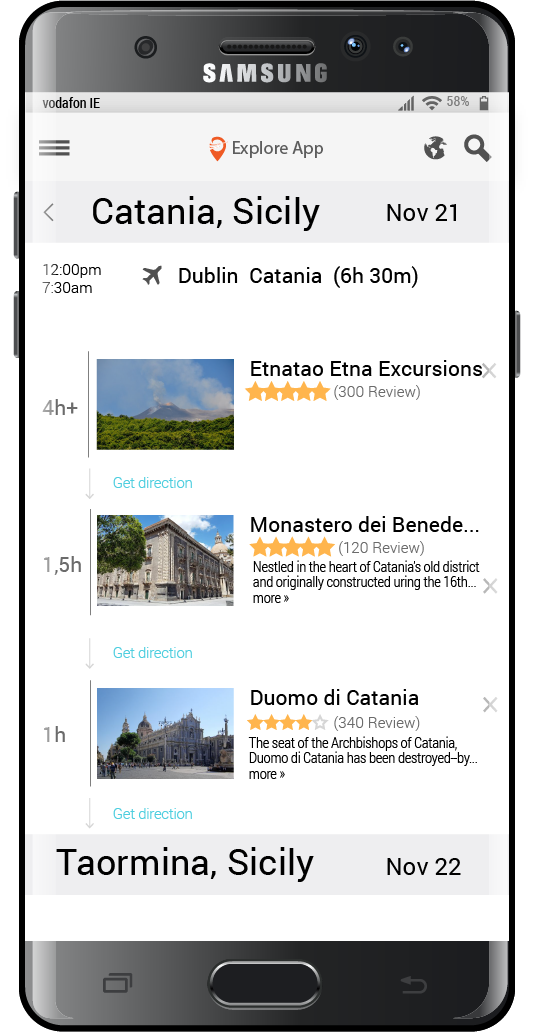 SAMSUNG
vodafon IE
58%
Explore App
Catania, Sicily Nov 21
12:00pm
7:30am
Dublin Catania (6h 30m)
Etnatao Etna Excursions
4h+
(300 Review)
Get direction
Monastero dei Benede...
(120 Review)
1,5h
Nestled in the heart of Catania's old district
and originally constructed uring the 16th...
more »
Get direction
Duomo di Catania
(340 Review)
1h
The seat of the Archbishops of Catania,
Duomo di Catania has been destroyed–by...
more »
Get direction
Taormina, Sicily Nov 22